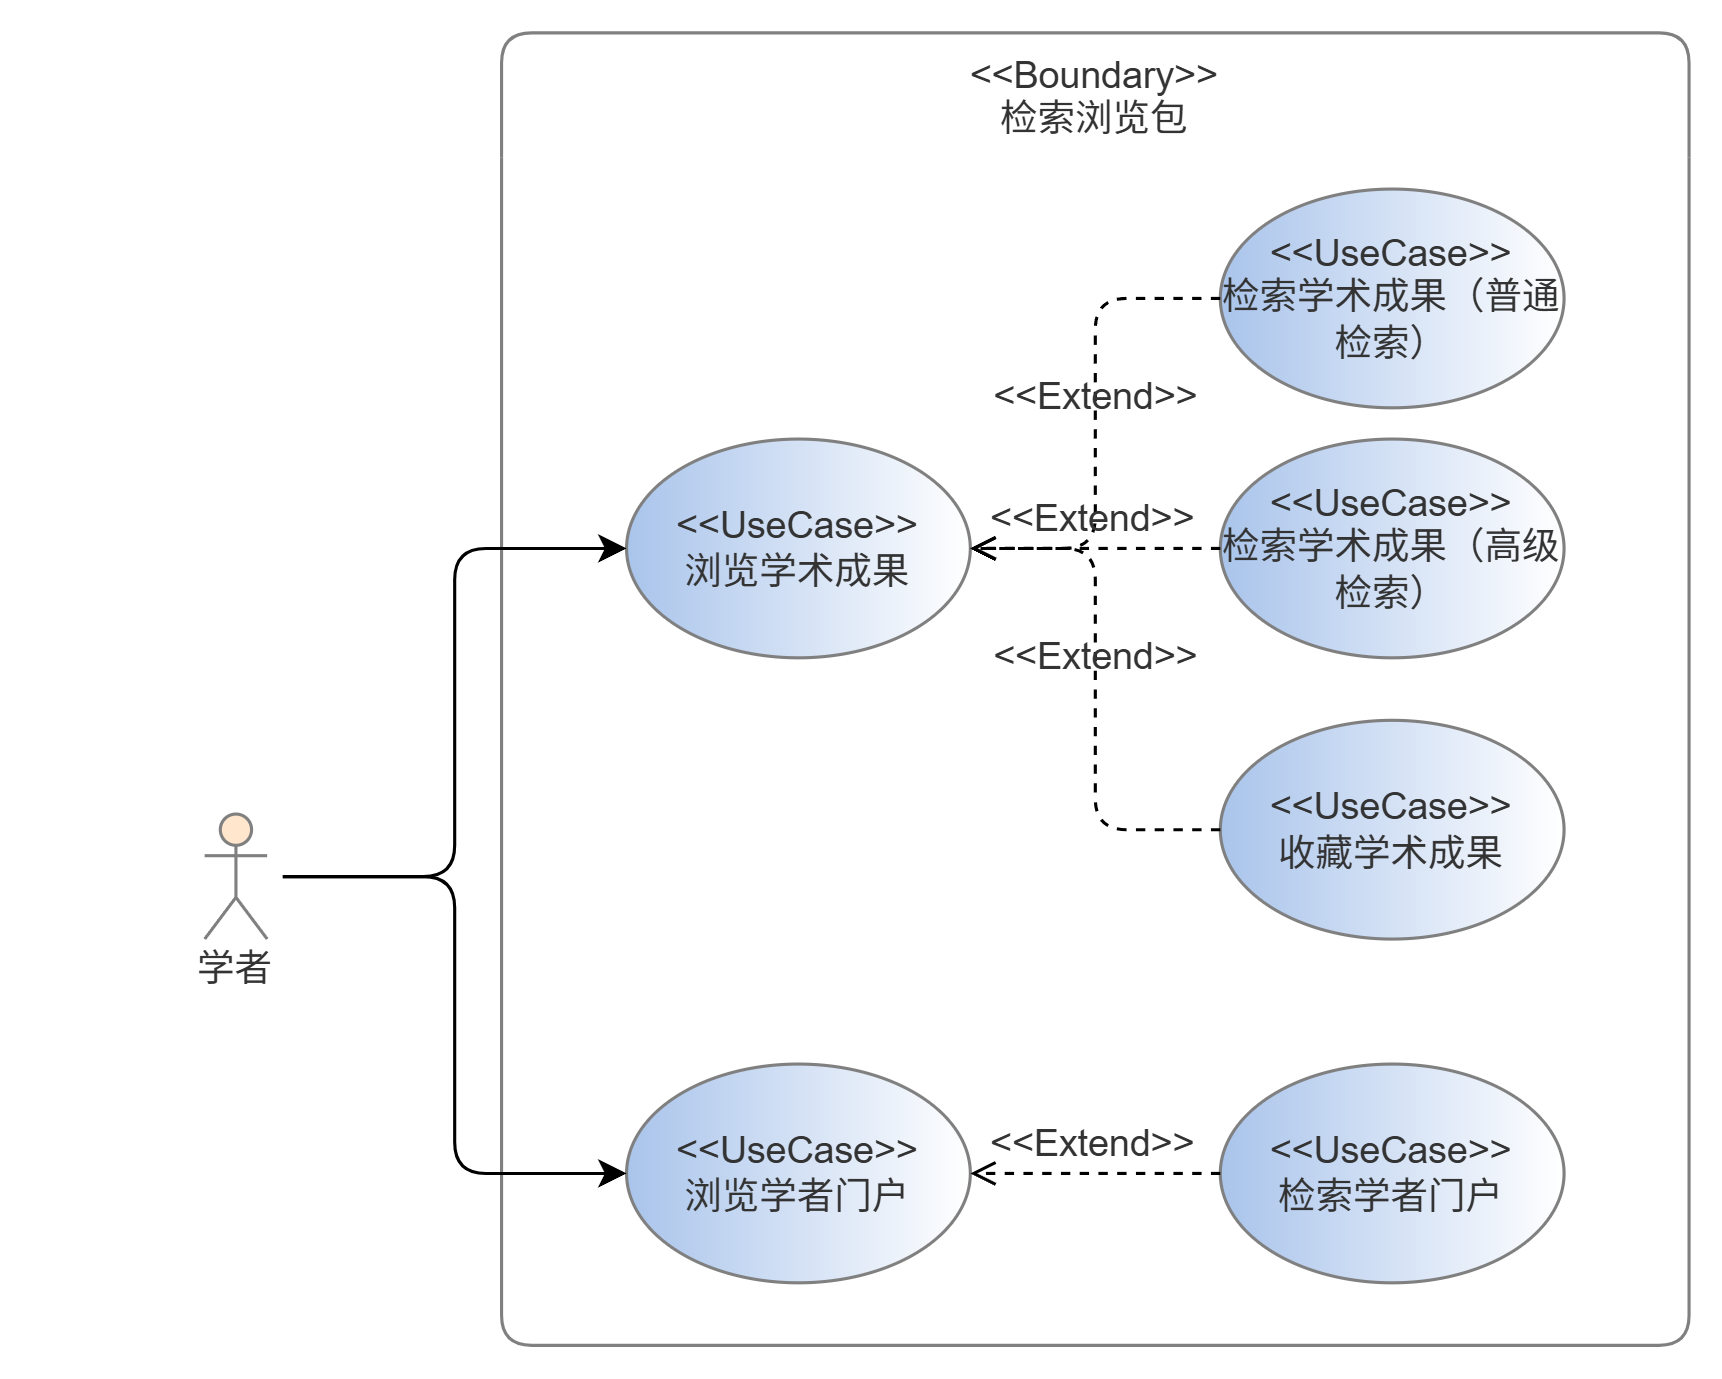 <<Boundary>>
检索浏览包
<<UseCase>>
检索学术成果（普通
检索）
<<Extend>>
<<UseCase>>
浏览学术成果
<<Extend>>
<<UseCase>>
检索学术成果（高级
检索）
<<Extend>>
<<UseCase>>
收藏学术成果
学者
<<UseCase>>
浏览学者门户
<<Extend>>
<<UseCase>>
检索学者门户